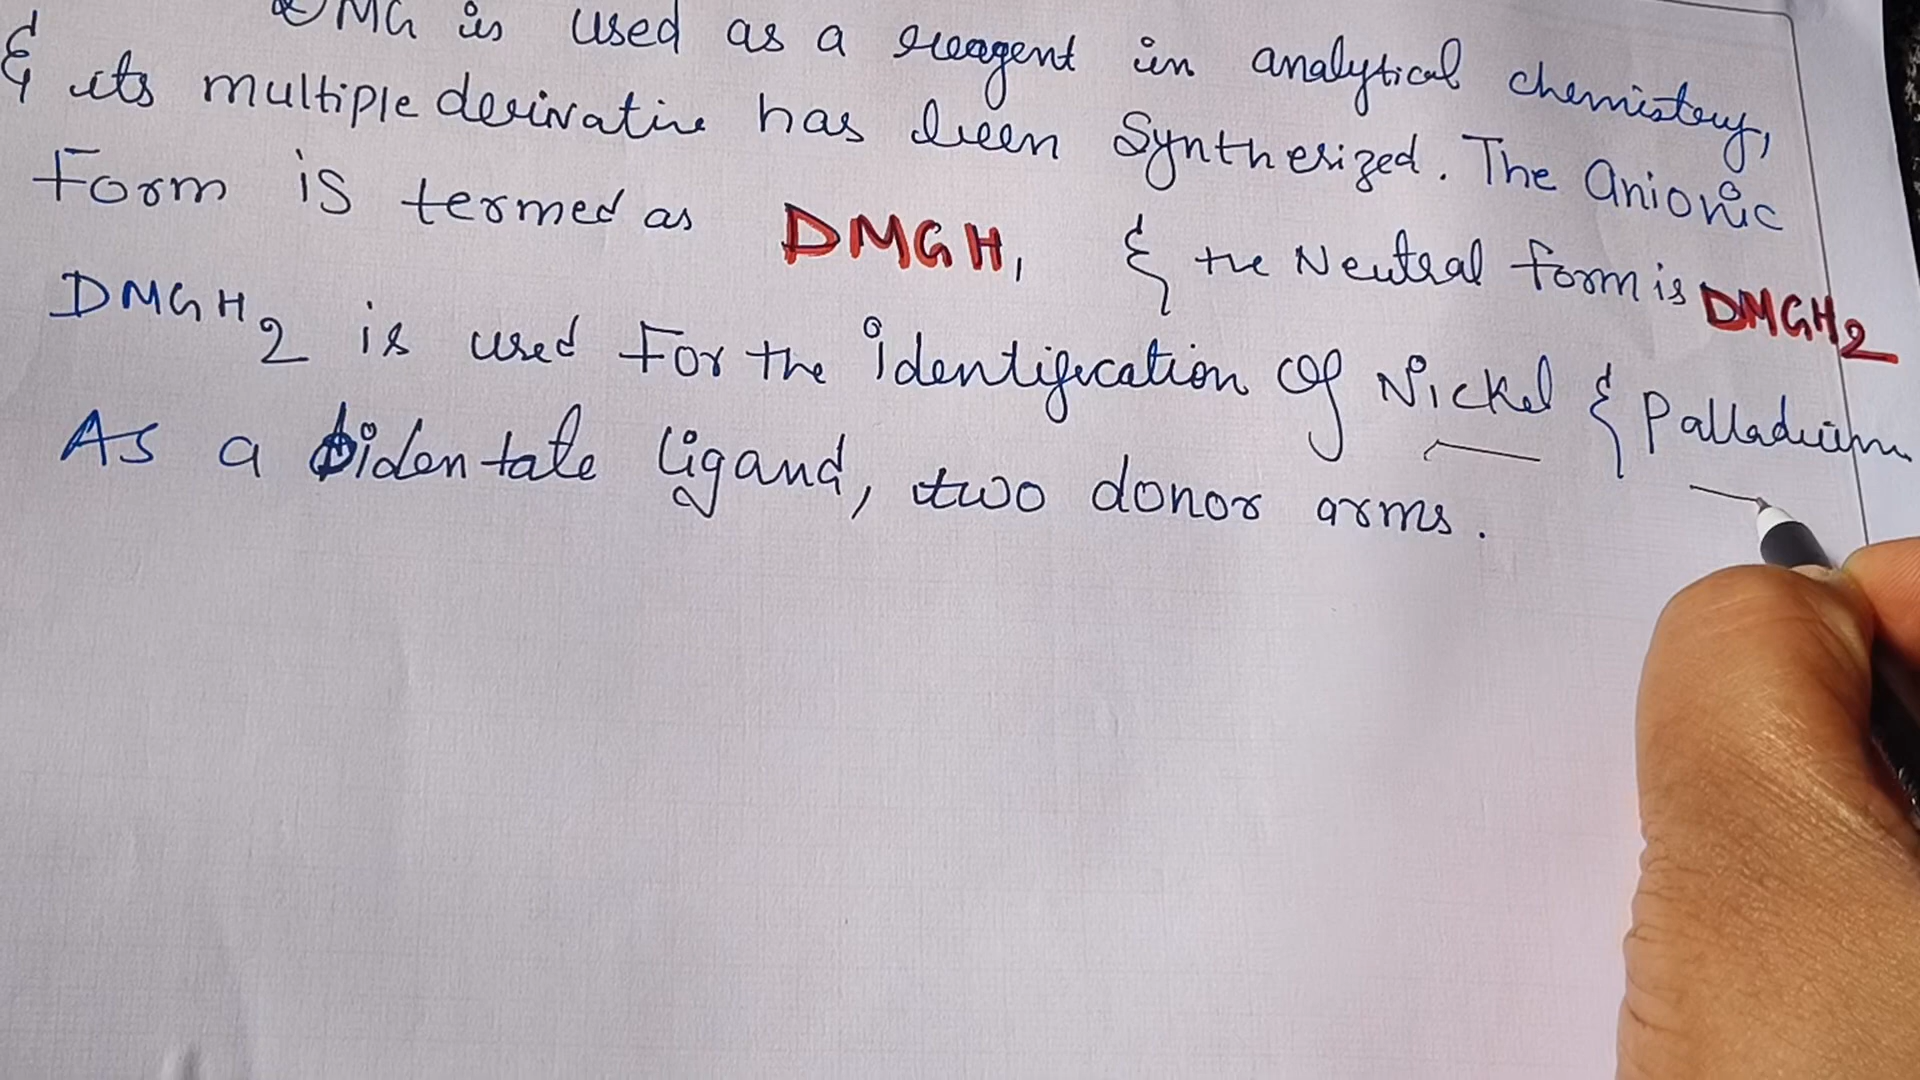 DMG is used as a reagent in analytical chemistry,
& its multiple derivative has been Synthesized. The Anionic
Form is termed as DMGH, & the Neutral form is DMGH2
DMGH2 is used For the identification Of Nickel & Palladium
As a bidentate ligand, two donor arms.